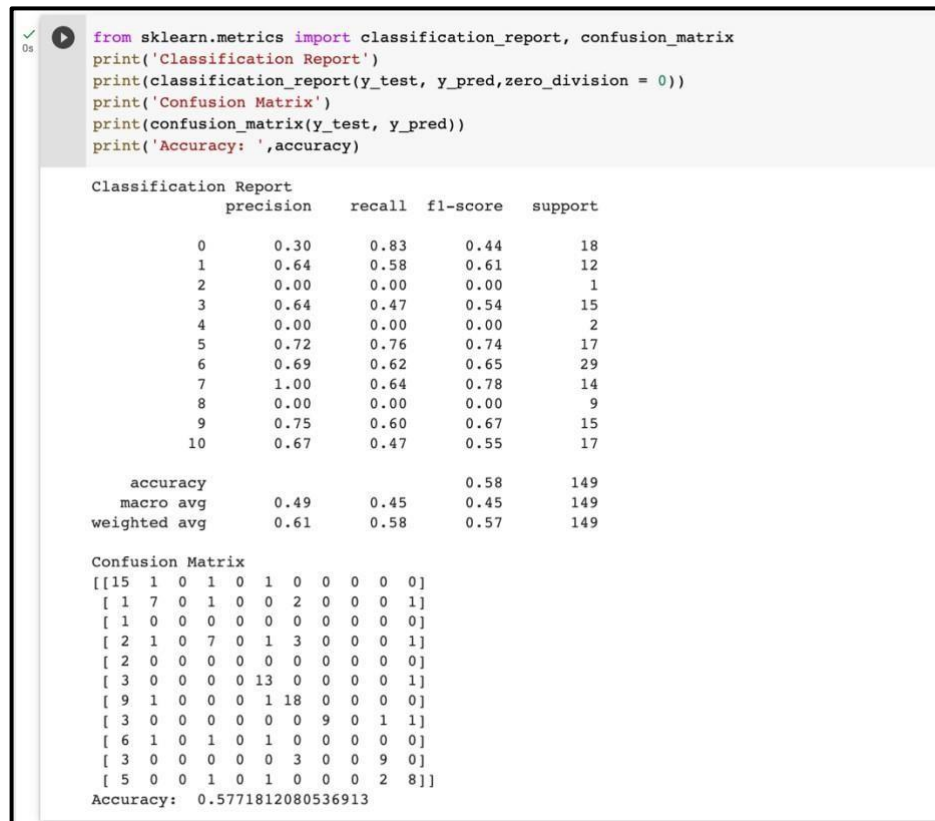 0s
from sklearn.metrics import classification_report, confusion_matrix
print('Classification Report')
print(classification_report(y_test, y_pred,zero_division = 0))
print('Confusion Matrix')
print(confusion_matrix(y_test, y_pred))
print('Accuracy: ',accuracy)
Classification Report
precision recall f1-score support
0 0.30 0.83 0.44 18
1 0.64 0.58 0.61 12
2 0.00 0.00 0.00 1
3 0.64 0.47 0.54 15
4 0.00 0.00 0.00 2
5 0.72 0.76 0.74 17
6 0.69 0.62 0.65 29
7 1.00 0.64 0.78 14
8 0.00 0.00 0.00 9
9 0.75 0.60 0.67 15
10 0.67 0.47 0.55 17
accuracy 0.58 149
macro avg 0.49 0.45 0.45 149
weighted avg 0.61 0.58 0.57 149
Confusion Matrix
[[15 1 0 1 0 1 0 0 0 0 0]
[ 1 7 0 1 0 0 2 0 0 0 1]
[ 1 0 0 0 0 0 0 0 0 0 0]
[ 2 1 0 7 0 1 3 0 0 0 1]
[ 2 0 0 0 0 0 0 0 0 0 0]
[ 3 0 0 0 0 13 0 0 0 0 1]
[ 9 1 0 0 0 1 18 0 0 0 0]
[ 3 0 0 0 0 0 0 9 0 1 1]
[ 6 1 0 1 0 1 0 0 0 0 0]
[ 3 0 0 0 0 0 3 0 0 9 0]
[ 5 0 0 1 0 1 0 0 0 2 8]]
Accuracy: 0.5771812080536913